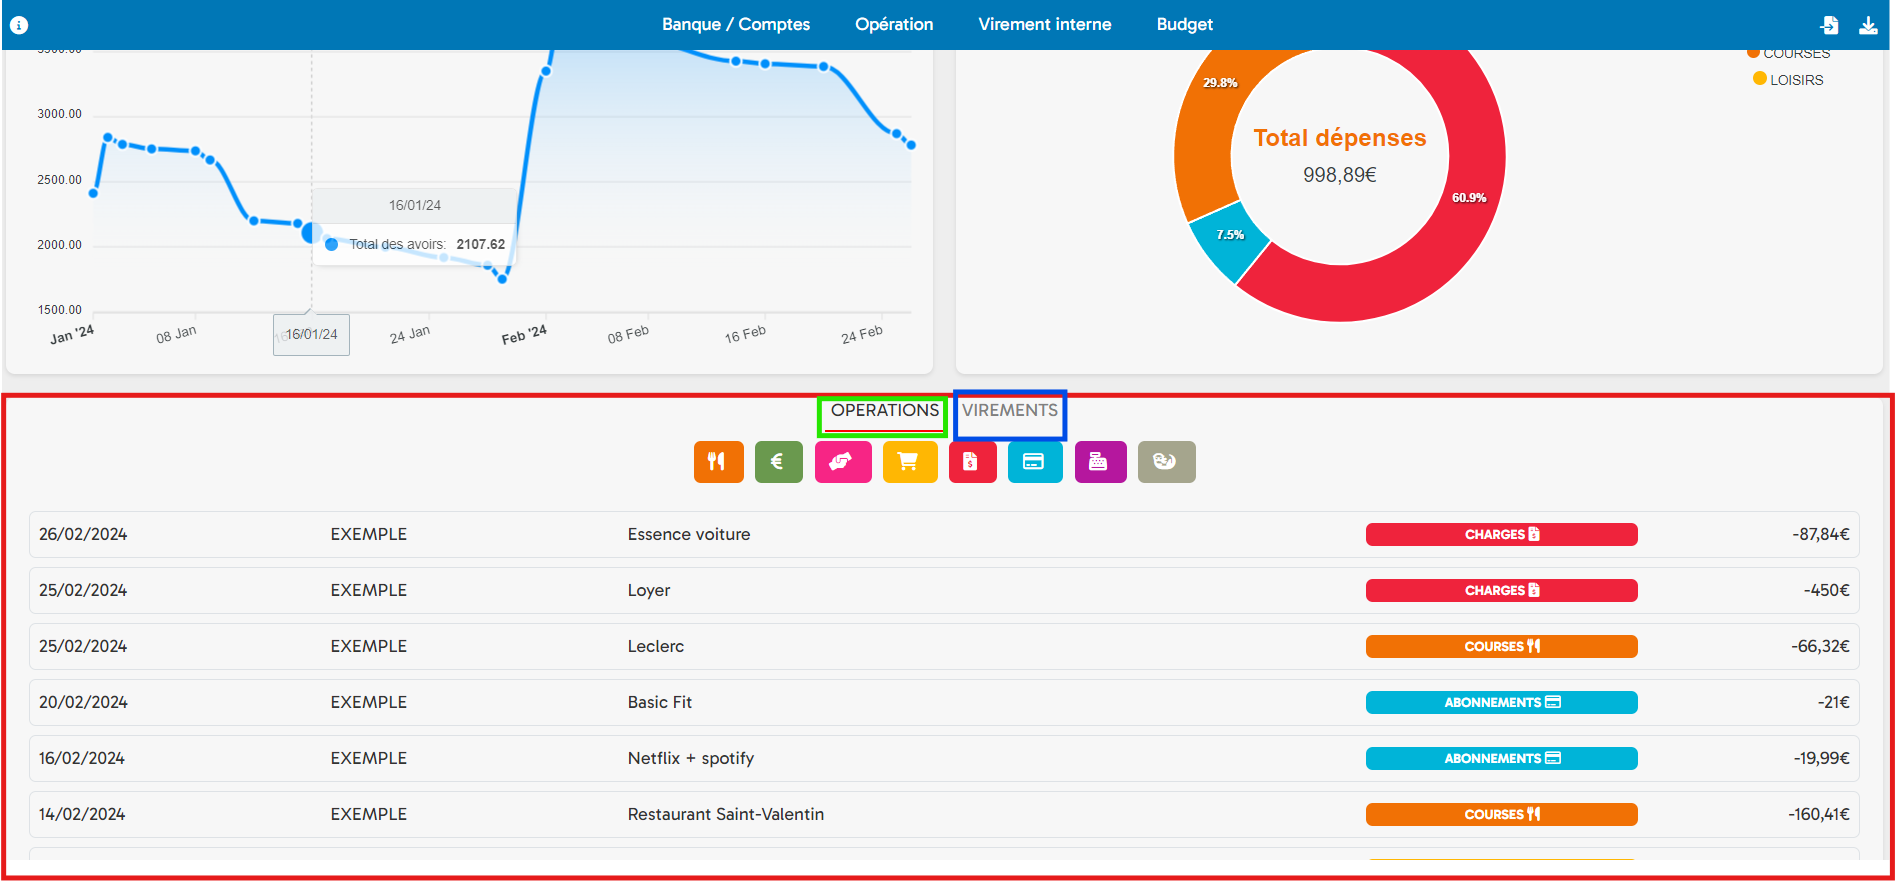 Banque / Comptes Opération Virement interne Budget
3500.00
3000.00
2500.00
2000.00
1500.00
16/01/24
Total des avoirs: 2107.62
Jan '24 08 Jan 16/01/24 24 Jan Feb '24 08 Feb 16 Feb 24 Feb
COURSES
LOISIRS
29.8%
Total dépenses
998,89€
60.9%
7.5%
OPERATIONS VIREMENTS
26/02/2024 EXEMPLE Essence voiture CHARGES -87,84€
25/02/2024 EXEMPLE Loyer CHARGES -450€
25/02/2024 EXEMPLE Leclerc COURSES -66,32€
20/02/2024 EXEMPLE Basic Fit ABONNEMENTS -21€
16/02/2024 EXEMPLE Netflix + spotify ABONNEMENTS -19,99€
14/02/2024 EXEMPLE Restaurant Saint-Valentin COURSES -160,41€